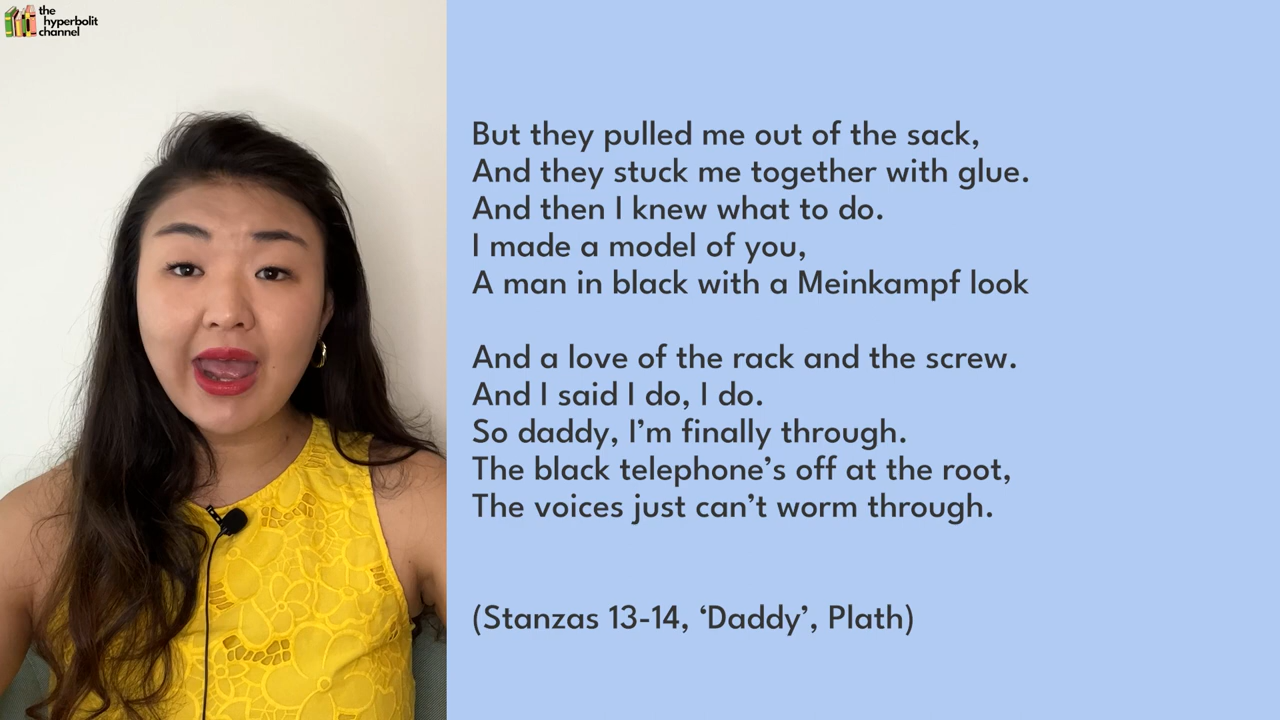 the
hyperbolit
channel
But they pulled me out of the sack,
And they stuck me together with glue.
And then I knew what to do.
I made a model of you,
A man in black with a Meinkampf look
And a love of the rack and the screw.
And I said I do, I do.
So daddy, I’m finally through.
The black telephone’s off at the root,
The voices just can’t worm through.
(Stanzas 13-14, ‘Daddy’, Plath)